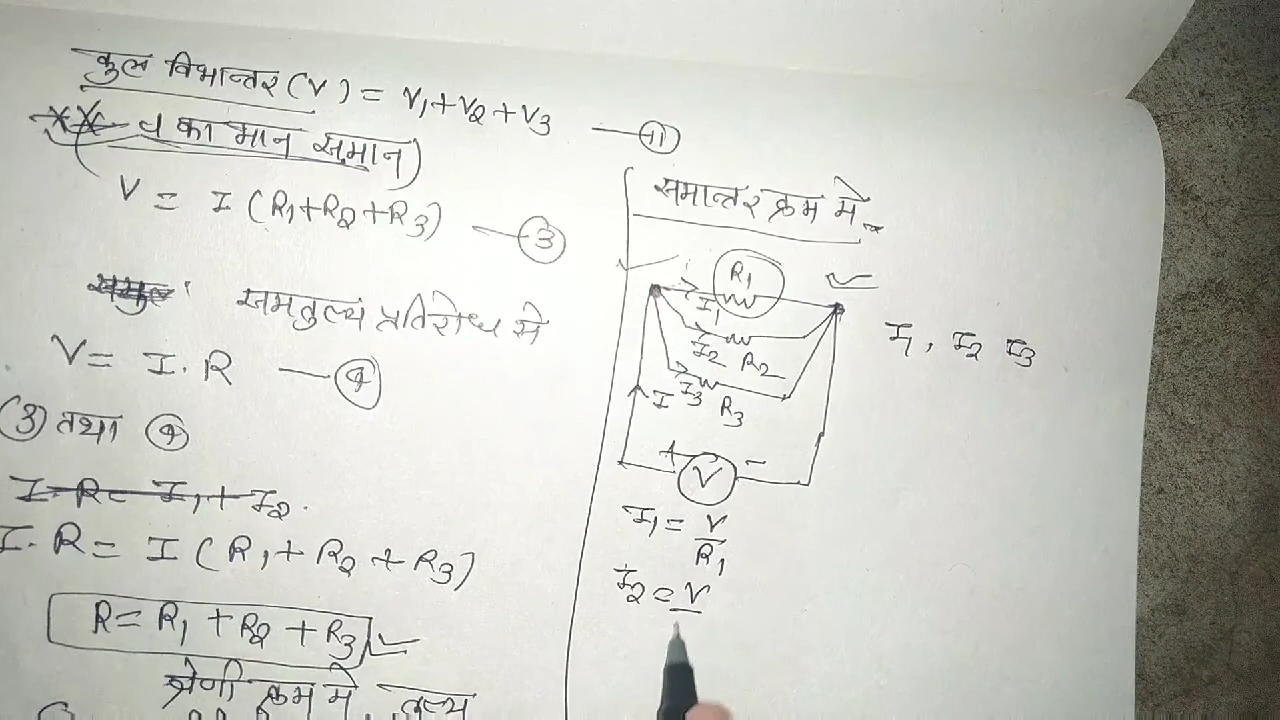 कुल विभान्तर (V) = V₁+V₂+V₃ —(ii)
V का मान समान)
V = I (R₁+R₂+R₃) —③
समतुल्य प्रतिरोध से
V= I.R —④
(3) तथा ④
I.R= I₁+I₂.
I.R= I (R₁+R₂+R₃)
R=R₁+R₂+R₃
श्रेणी क्रम में, तुल्य
समान्तर क्रम में
R₁
I₁
I₂ R₂
I₃ R₃
I
+ V −
I₁, I₂ I₃
I₁ = V/R₁
I₂ = V